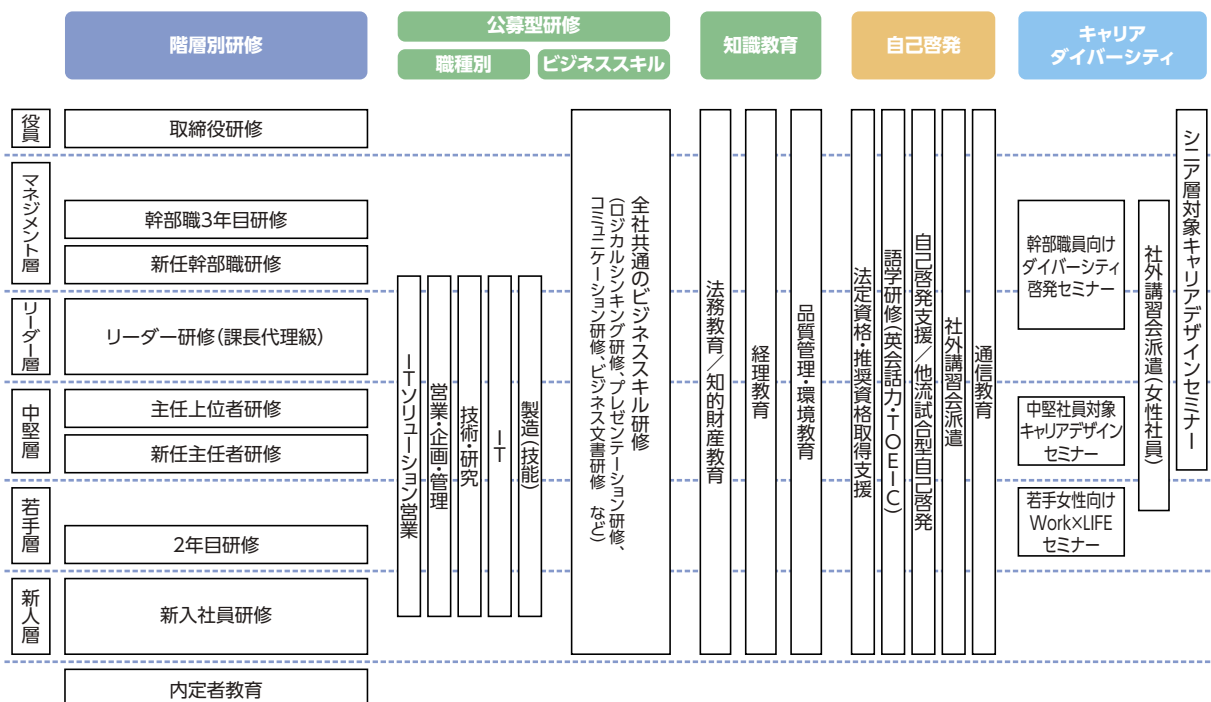 階層別研修
公募型研修
職種別
ビジネススキル
知識教育
自己啓発
キャリア
ダイバーシティ
役員
マネジメント層
リーダー層
中堅層
若手層
新人層
取締役研修
幹部職3年目研修
新任幹部職研修
リーダー研修(課長代理級)
主任上位者研修
新任主任者研修
2年目研修
新入社員研修
内定者教育
ITソリューション営業
営業・企画・管理
技術・研究
IT
製造(技能)
全社共通のビジネススキル研修
(ロジカルシンキング研修、プレゼンテーション研修、
コミュニケーション研修、ビジネス文書研修 など)
法務教育/知的財産教育
経理教育
品質管理・環境教育
法定資格・推奨資格取得支援
語学研修(英会話力・TOEIC)
自己啓発支援/他流試合型自己啓発
社外講習会派遣
通信教育
幹部職員向け
ダイバーシティ
啓発セミナー
中堅社員対象
キャリアデザイン
セミナー
若手女性向け
Work×LIFE
セミナー
社外講習会派遣(女性社員)
シニア層対象キャリアデザインセミナー